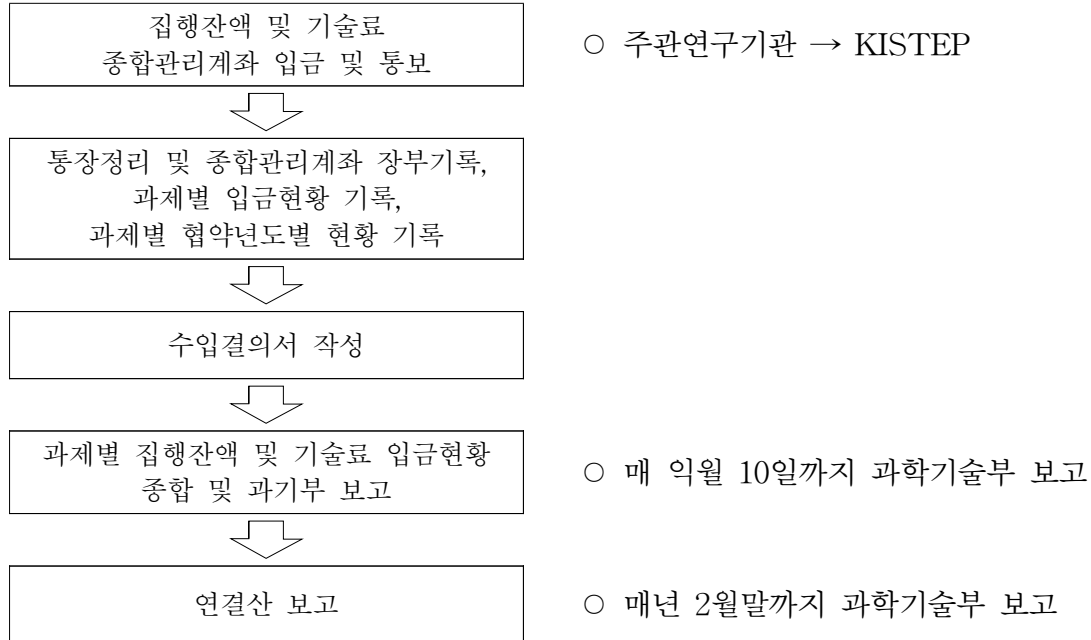 집행잔액 및 기술료
종합관리계좌 입금 및 통보
○ 주관연구기관 → KISTEP
통장정리 및 종합관리계좌 장부기록,
과제별 입금현황 기록,
과제별 협약년도별 현황 기록
수입결의서 작성
과제별 집행잔액 및 기술료 입금현황
종합 및 과기부 보고
○ 매 익월 10일까지 과학기술부 보고
연결산 보고
○ 매년 2월말까지 과학기술부 보고